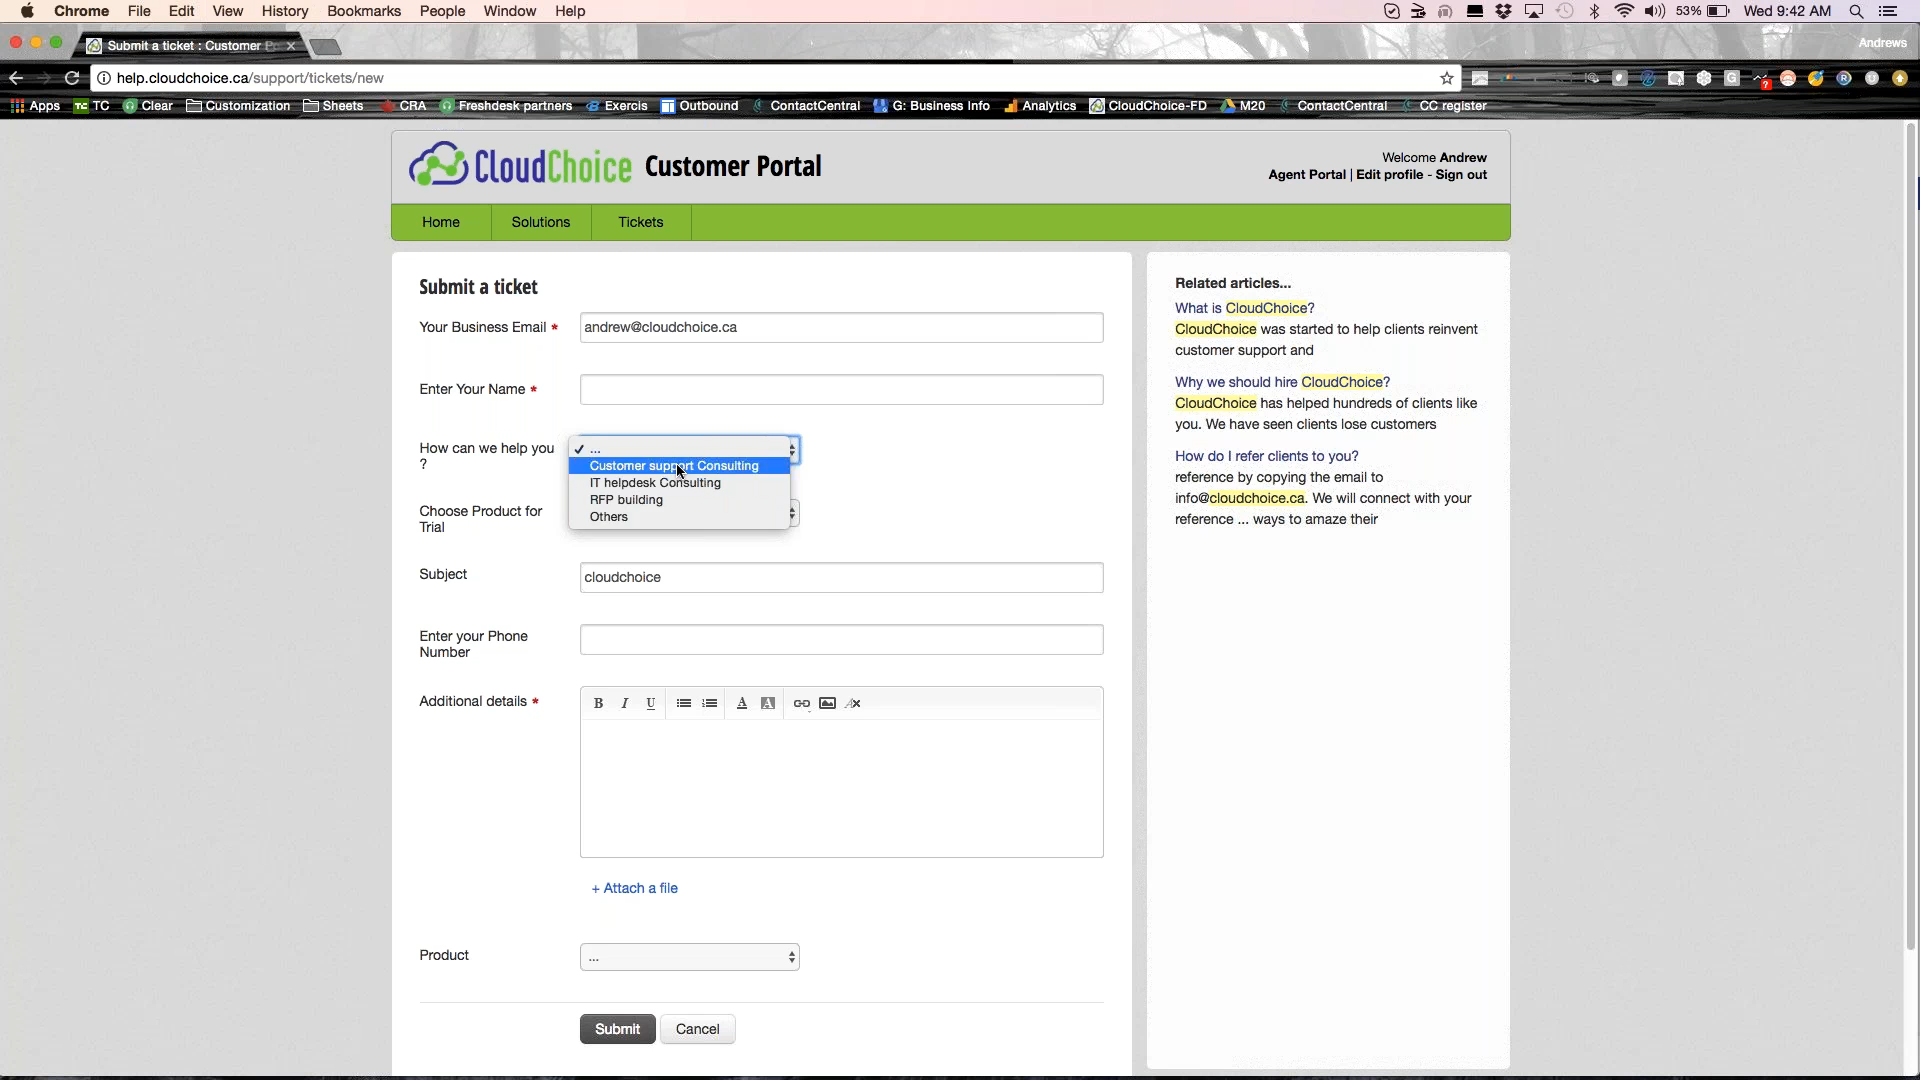 Chrome File Edit View History Bookmarks People Window Help 53% Wed 9:42 AM
Submit a ticket : Customer Andrews
help.cloudchoice.ca/support/tickets/new
Apps TC Clear Customization Sheets CRA Freshdesk partners Exercis Outbound ContactCentral G: Business Info Analytics CloudChoice-FD M20 ContactCentral CC register
CloudChoice Customer Portal
Welcome Andrew
Agent Portal | Edit profile - Sign out
Home Solutions Tickets
Submit a ticket
Your Business Email * andrew@cloudchoice.ca
Enter Your Name *
How can we help you
?
✓ ...
Customer support Consulting
IT helpdesk Consulting
RFP building
Others
Choose Product for
Trial
Subject cloudchoice
Enter your Phone
Number
Additional details *
B I U A A
+ Attach a file
Product ...
Submit Cancel
Related articles...
What is CloudChoice?
CloudChoice was started to help clients reinvent
customer support and
Why we should hire CloudChoice?
CloudChoice has helped hundreds of clients like
you. We have seen clients lose customers
How do I refer clients to you?
reference by copying the email to
info@cloudchoice.ca. We will connect with your
reference ... ways to amaze their